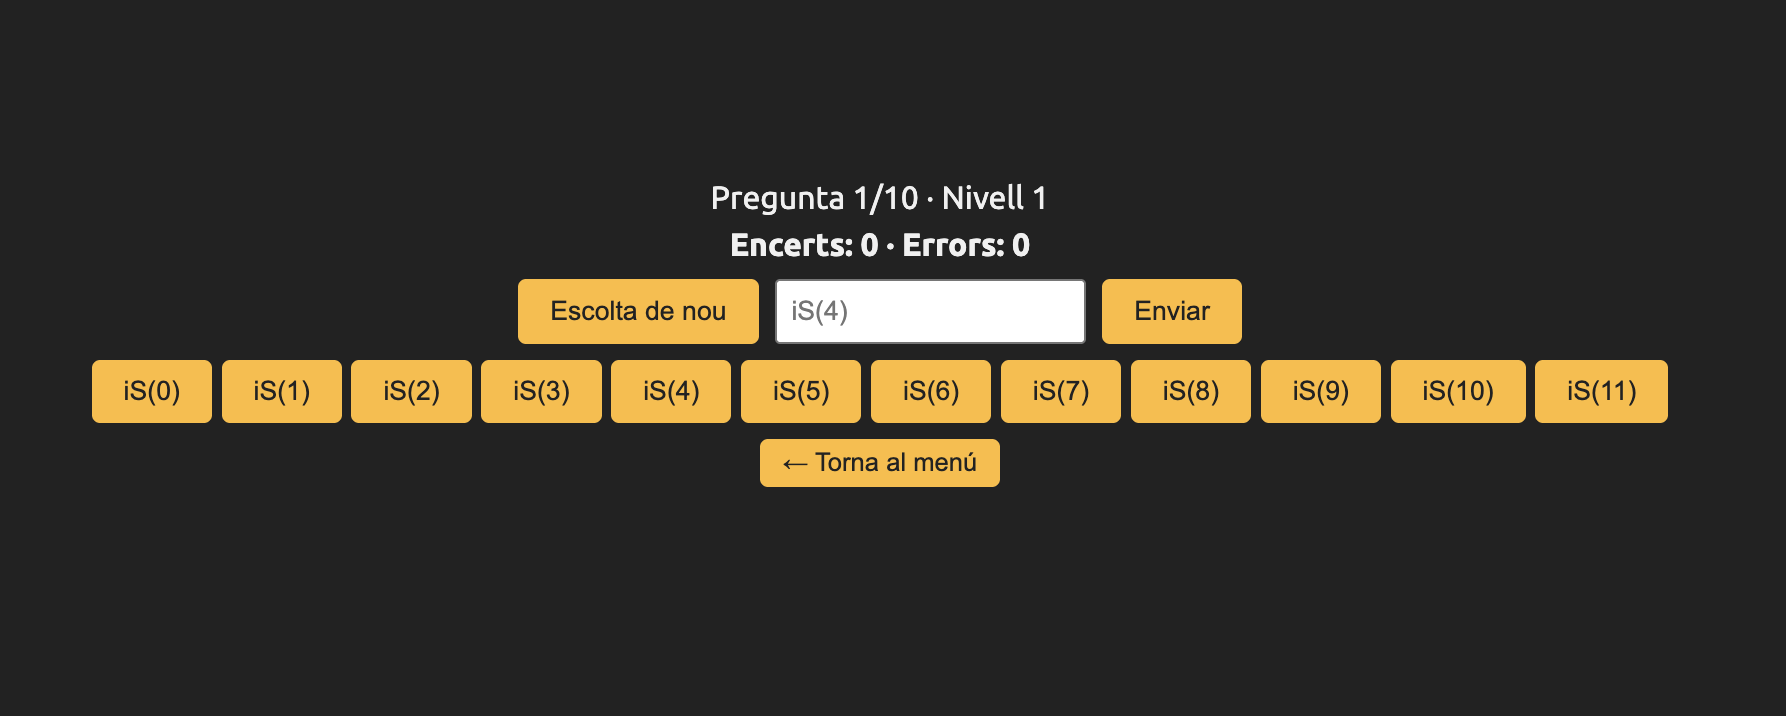 Pregunta 1/10 · Nivell 1
Encerts: 0 · Errors: 0
Escolta de nou iS(4) Enviar
iS(0) iS(1) iS(2) iS(3) iS(4) iS(5) iS(6) iS(7) iS(8) iS(9) iS(10) iS(11)
← Torna al menú